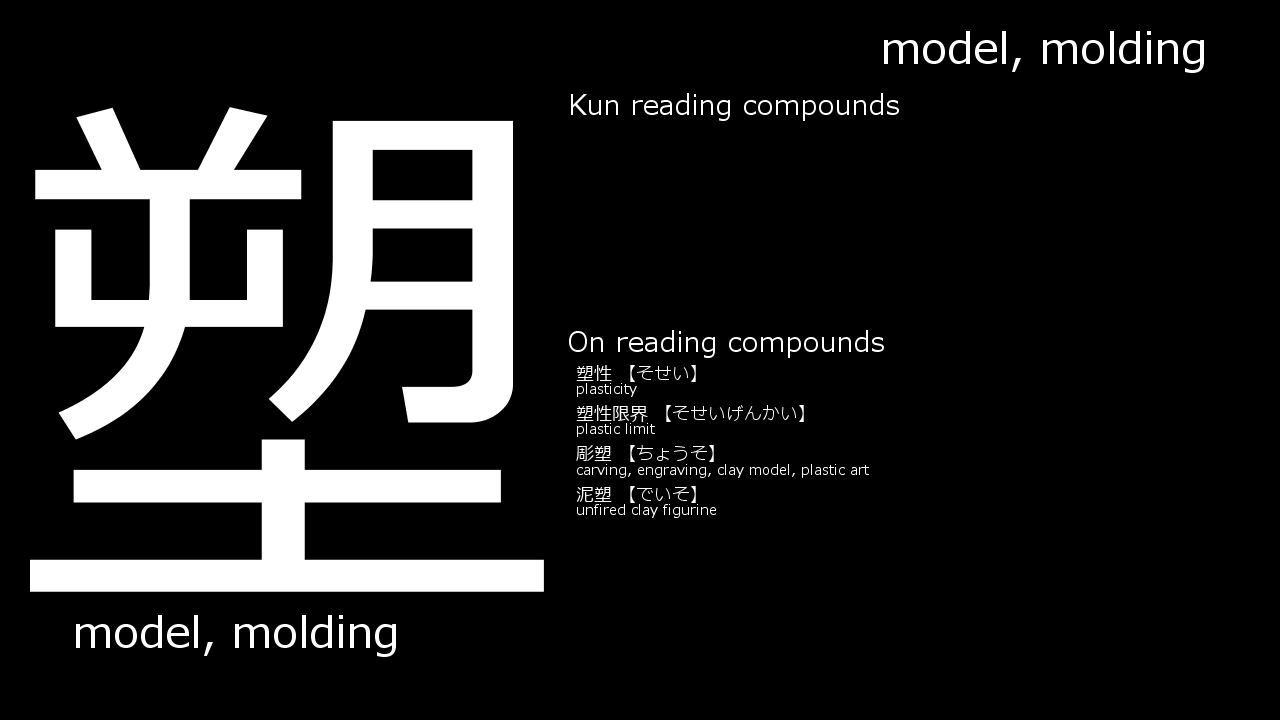 model, molding
塑
model, molding
Kun reading compounds
On reading compounds
塑性 【そせい】
plasticity
塑性限界 【そせいげんかい】
plastic limit
彫塑 【ちょうそ】
carving, engraving, clay model, plastic art
泥塑 【でいそ】
unfired clay figurine